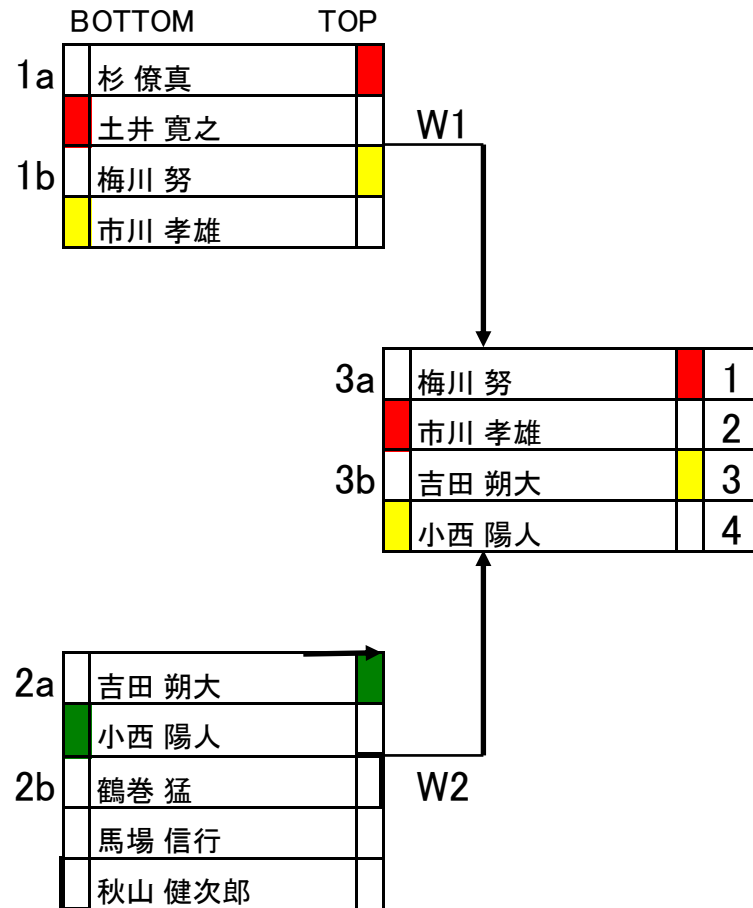 BOTTOM TOP
1a 杉 僚真
土井 寛之
W1
1b 梅川 努
市川 孝雄
3a 梅川 努 1
市川 孝雄 2
3b 吉田 朔大 3
小西 陽人 4
2a 吉田 朔大
小西 陽人
2b 鶴巻 猛
W2
馬場 信行
秋山 健次郎